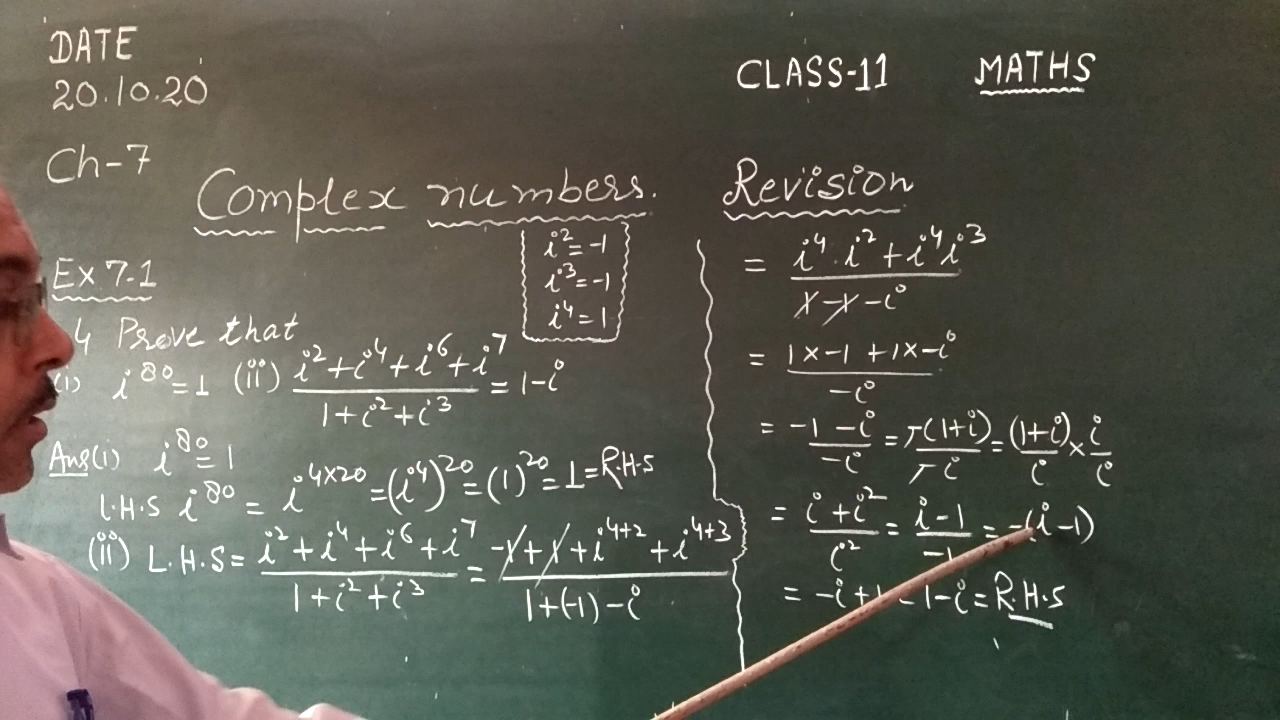 DATE
20.10.20
CLASS-11 MATHS
Ch-7
Complex numbers. Revision
i² = -1
i³ = -1
i⁴ = 1
Ex 7.1
4 Prove that
(i) i⁸⁰ = 1 (ii) (i² + i⁴ + i⁶ + i⁷)/(1 + i² + i³) = 1 - i
Ans (i) i⁸⁰ = 1
L.H.S i⁸⁰ = i⁴ˣ²⁰ = (i⁴)²⁰ = (1)²⁰ = 1 = R.H.S
(ii) L.H.S = (i² + i⁴ + i⁶ + i⁷)/(1 + i² + i³) = (-1 + 1 + i⁴⁺² + i⁴⁺³)/(1 + (-1) - i)
= (i⁴ . i² + i⁴ i³)/(1 - 1 - i)
= (1 x -1 + 1 x -i)/(-i)
= (-1 - i)/(-i) = -(1 + i)/(-i) = (1 + i)/i x i/i
= (i + i²)/i² = (i - 1)/(-1) = -(i - 1)
= -i + 1 = 1 - i = R.H.S